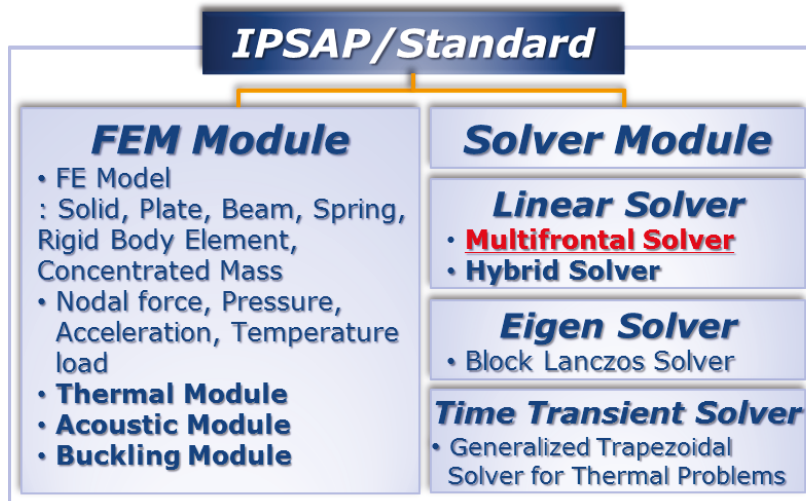 IPSAP/Standard
FEM Module
• FE Model
: Solid, Plate, Beam, Spring,
Rigid Body Element,
Concentrated Mass
• Nodal force, Pressure,
Acceleration, Temperature
load
• Thermal Module
• Acoustic Module
• Buckling Module
Solver Module
Linear Solver
• Multifrontal Solver
• Hybrid Solver
Eigen Solver
• Block Lanczos Solver
Time Transient Solver
• Generalized Trapezoidal
Solver for Thermal Problems